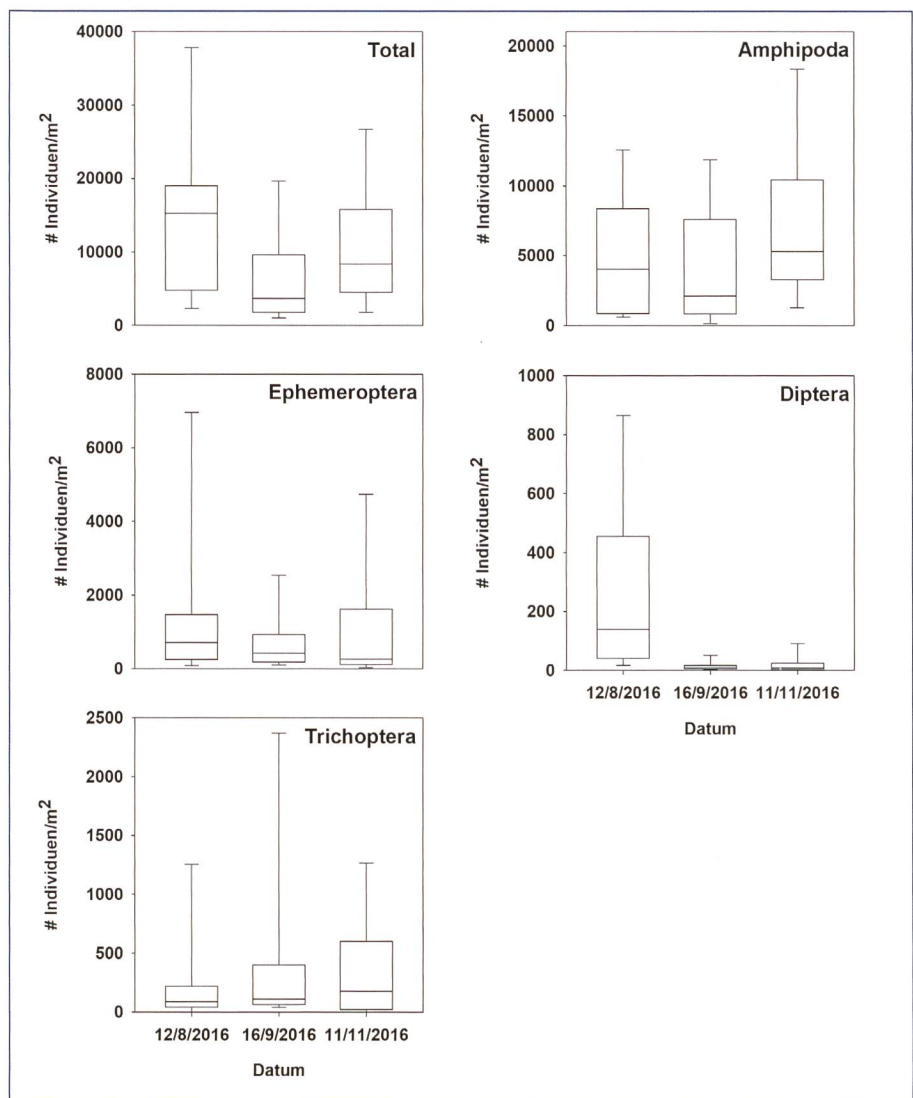 Total
# Individuen/m²
40000
30000
20000
10000
0
Amphipoda
# Individuen/m²
20000
15000
10000
5000
0
Ephemeroptera
# Individuen/m²
8000
6000
4000
2000
0
Diptera
# Individuen/m²
1000
800
600
400
200
0
12/8/2016 16/9/2016 11/11/2016
Datum
Trichoptera
# Individuen/m²
2500
2000
1500
1000
500
0
12/8/2016 16/9/2016 11/11/2016
Datum